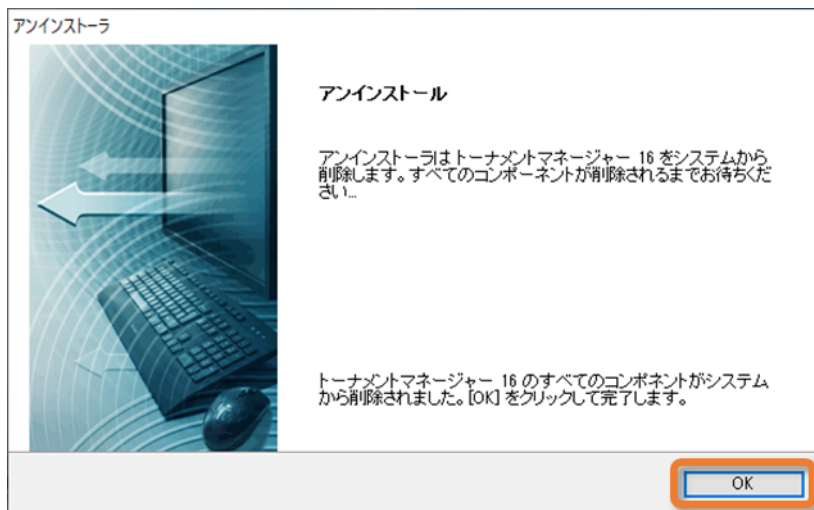 アンインストーラ
アンインストール
アンインストーラはトーナメントマネージャー 16 をシステムから
削除します。すべてのコンポーネントが削除されるまでお待ちくだ
さい...
トーナメントマネージャー 16 のすべてのコンポネントがシステム
から削除されました。[OK] をクリックして完了します。
OK